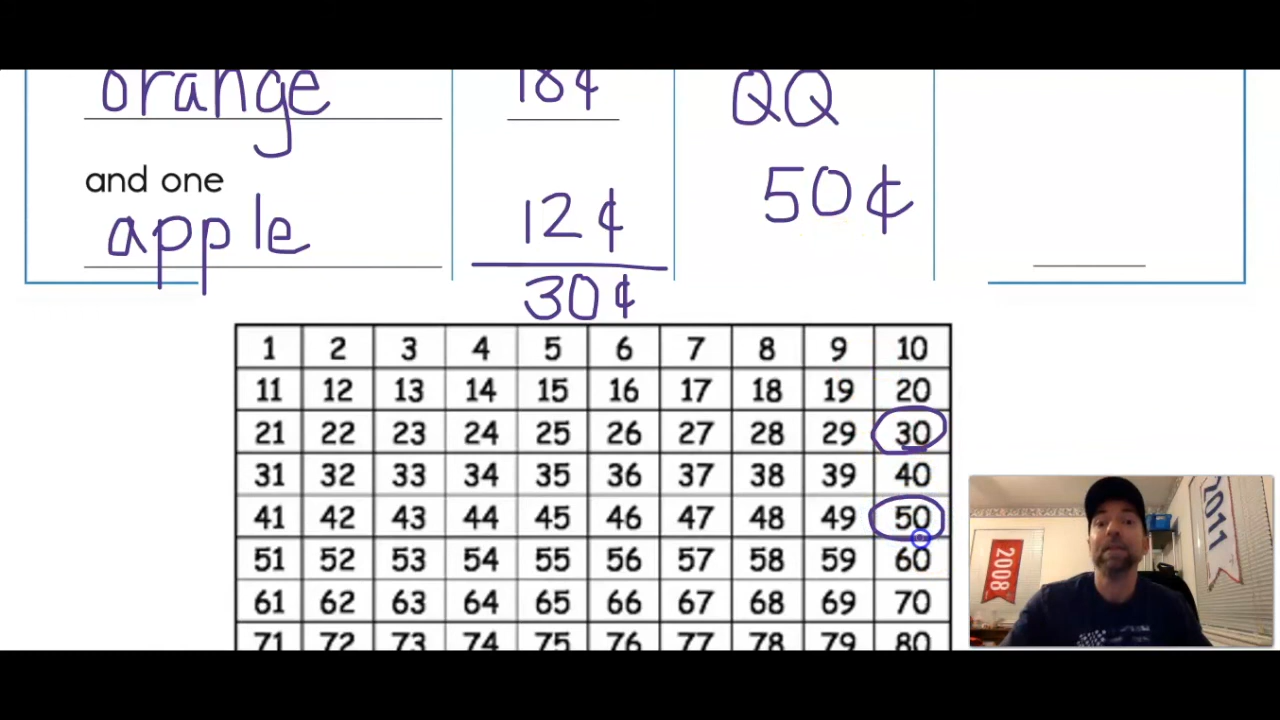 orange 18¢ QQ
and one 50¢
apple 12¢
30¢
1 2 3 4 5 6 7 8 9 10
11 12 13 14 15 16 17 18 19 20
21 22 23 24 25 26 27 28 29 30
31 32 33 34 35 36 37 38 39 40
41 42 43 44 45 46 47 48 49 50
51 52 53 54 55 56 57 58 59 60
61 62 63 64 65 66 67 68 69 70
71 72 73 74 75 76 77 78 79 80
2008
2011